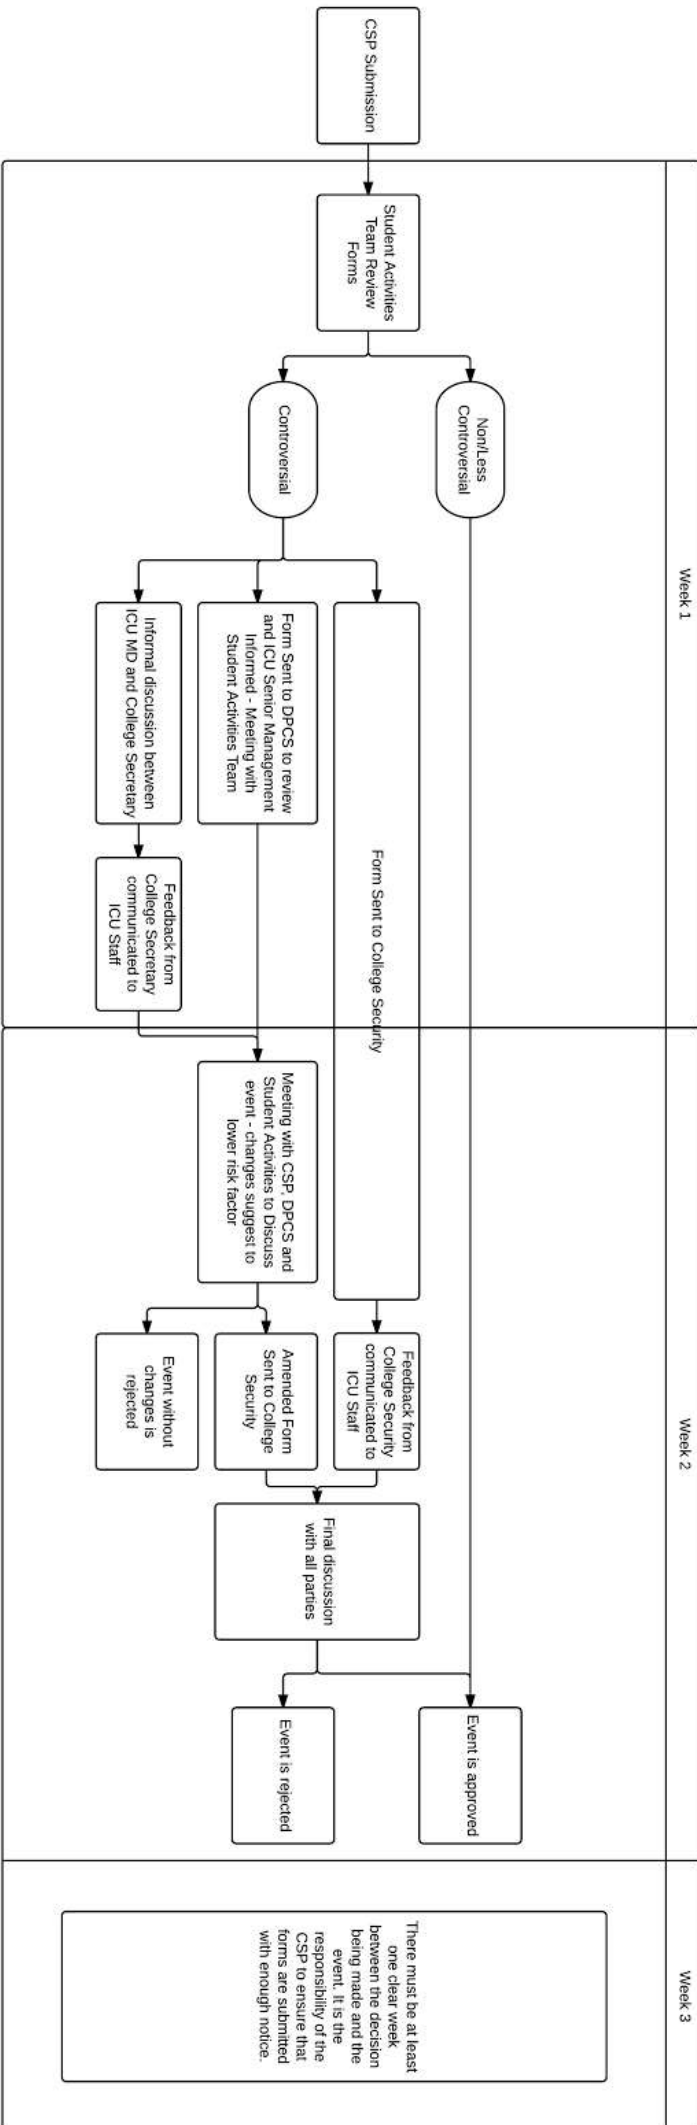 Week 1
Week 2
Week 3
CSP Submission
Student Activities
Team Review
Forms
Non/Less
Controversial
Controversial
Form Sent to College Security
Form Sent to DPCS to review
and ICU Senior Management
Informed - Meeting with
Student Activities Team
Informal discussion between
ICU MD and College Secretary
Feedback from
College Secretary
communicated to
ICU Staff
Meeting with CSP, DPCS and
Student Activities to Discuss
event - changes suggest to
lower risk factor
Feedback from
College Security
communicated to
ICU Staff
Amended Form
Sent to College
Security
Event without
changes is
rejected
Final discussion
with all parties
Event is approved
Event is rejected
There must be at least
one clear week
between the decision
being made and the
event. It is the
responsibility of the
CSP to ensure that
forms are submitted
with enough notice.